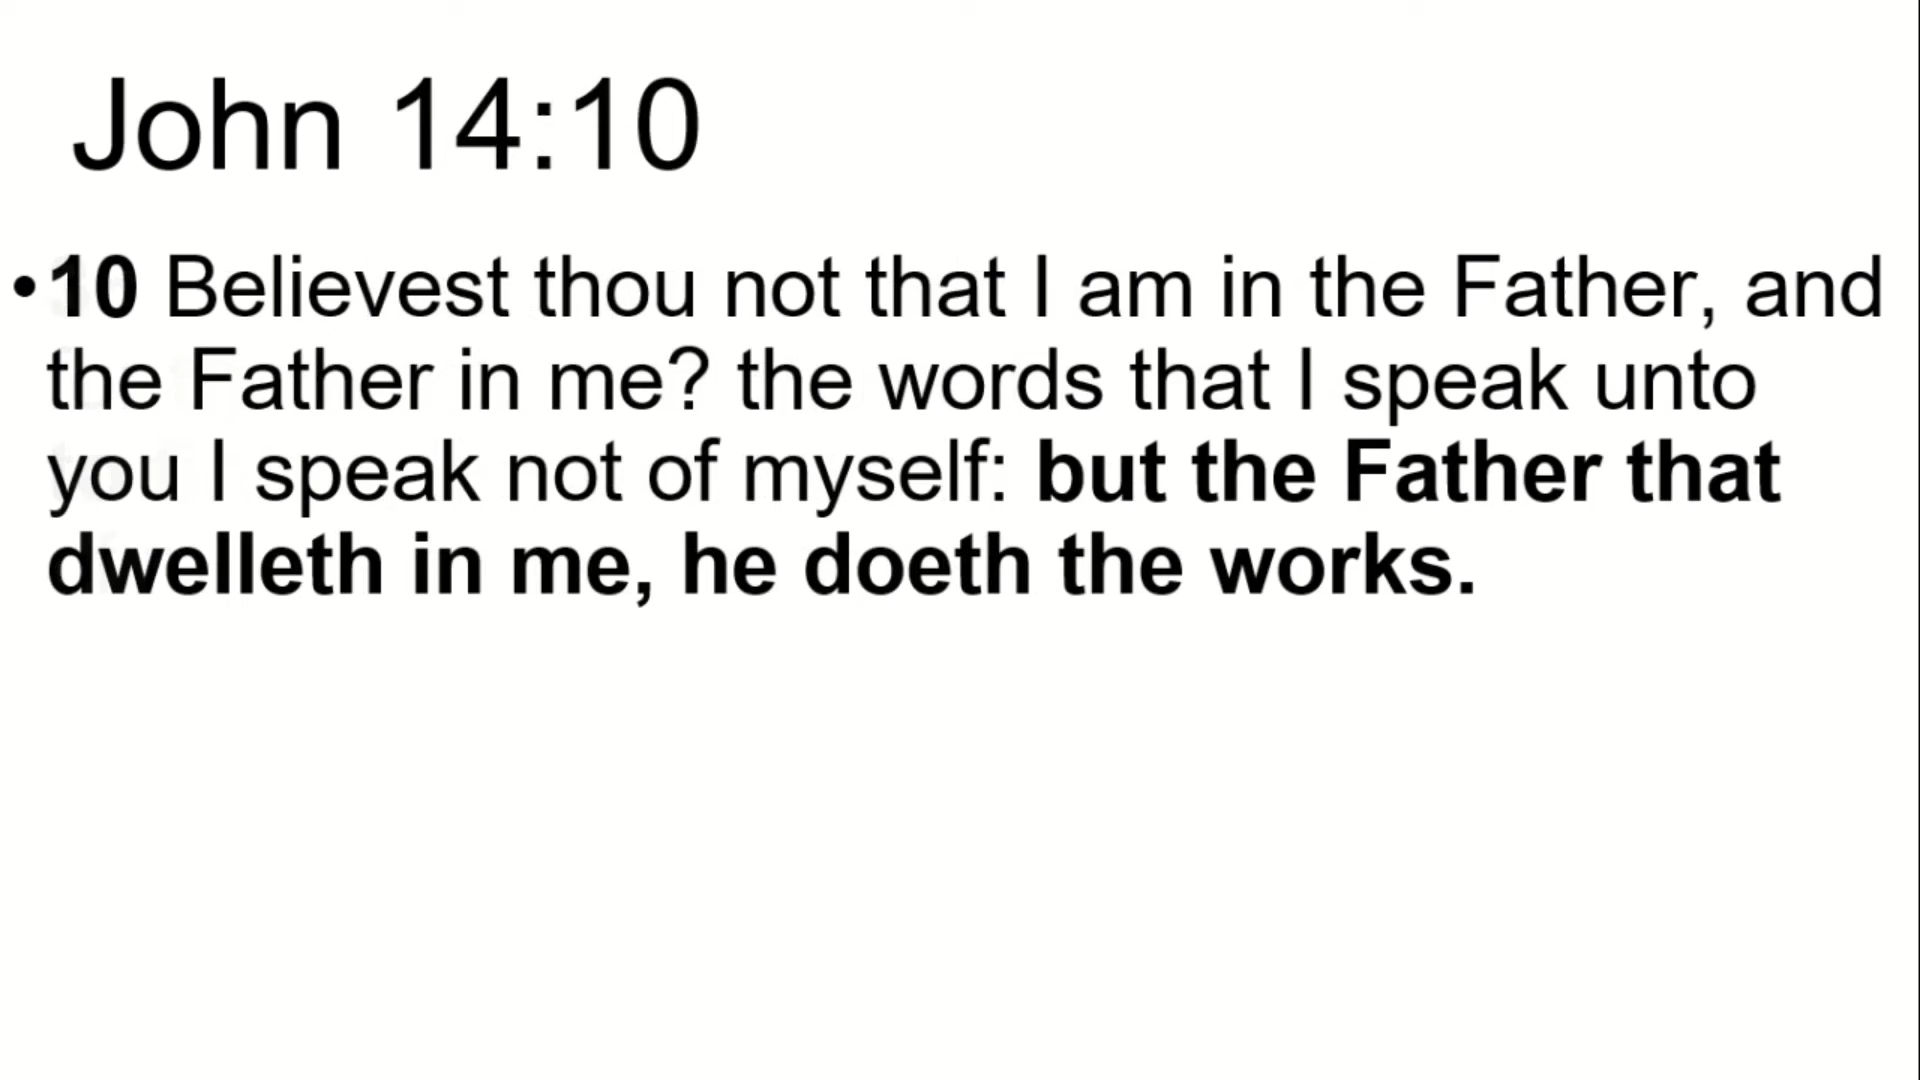 John 14:10
•10 Believest thou not that I am in the Father, and
the Father in me? the words that I speak unto
you I speak not of myself: but the Father that
dwelleth in me, he doeth the works.